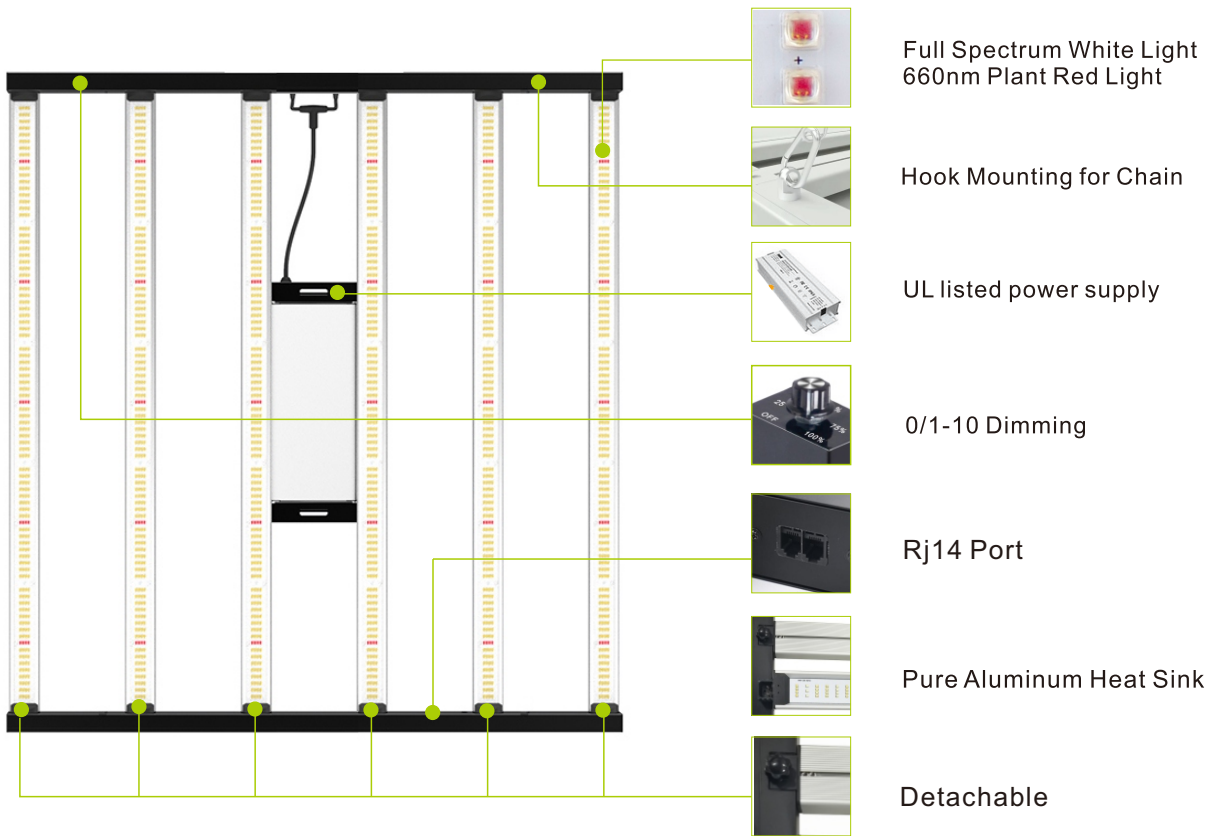 Full Spectrum White Light
660nm Plant Red Light
Hook Mounting for Chain
UL listed power supply
25
%
OFF
75%
100%
0/1-10 Dimming
Rj14 Port
Pure Aluminum Heat Sink
Detachable